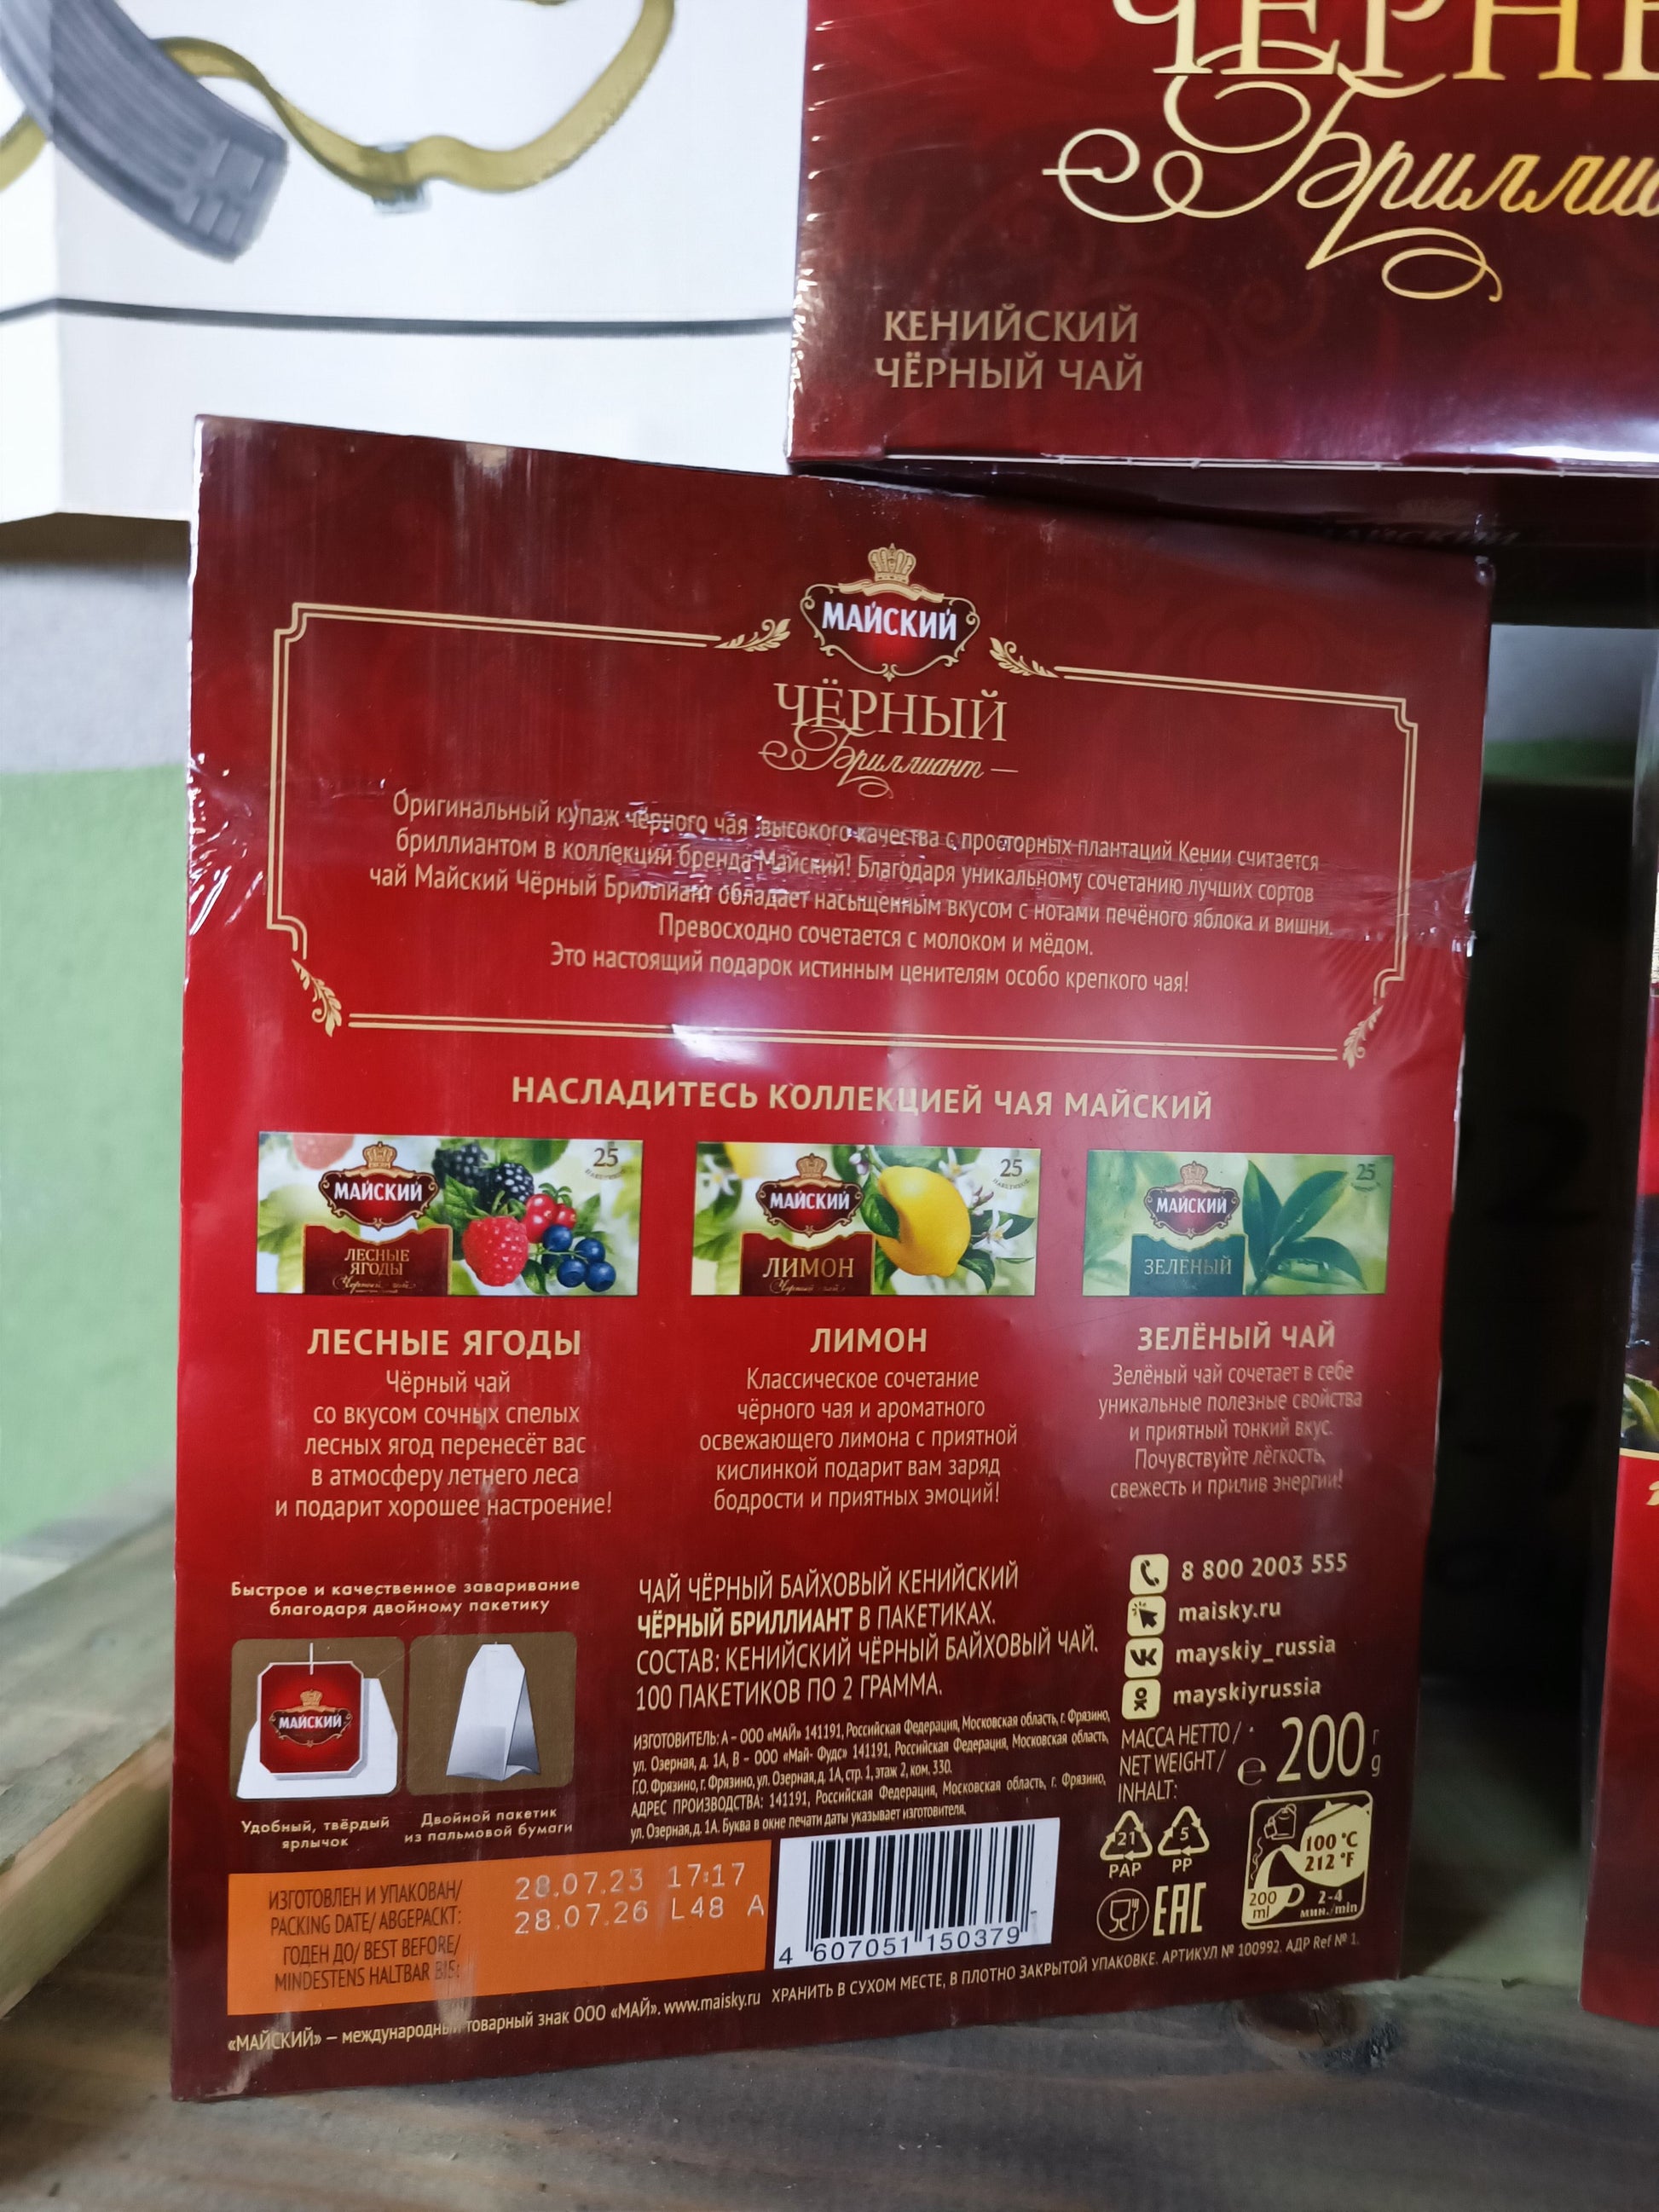 ЧЁРНЫ
Бриллиа
КЕНИЙСКИЙ
ЧЁРНЫЙ ЧАЙ
МАЙСКИЙ
ЧЁРНЫЙ
Бриллиант
Оригинальный купаж чёрного чая высокого качества с просторных плантаций Кении считается
бриллиантом в коллекции бренда Майский! Благодаря уникальному сочетанию лучших сортов
чай Майский Чёрный Бриллиант обладает насыщенным вкусом с нотами печёного яблока и вишни.
Превосходно сочетается с молоком и мёдом.
Это настоящий подарок истинным ценителям особо крепкого чая!
НАСЛАДИТЕСЬ КОЛЛЕКЦИЕЙ ЧАЯ МАЙСКИЙ
МАЙСКИЙ
ЛЕСНЫЕ
ЯГОДЫ
Чёрный чай
25
ПАКЕТИКОВ
МАЙСКИЙ
ЛИМОН
Чёрный чай
25
ПАКЕТИКОВ
МАЙСКИЙ
ЗЕЛЕНЫЙ
25
ЛЕСНЫЕ ЯГОДЫ
Чёрный чай
со вкусом сочных спелых
лесных ягод перенесёт вас
в атмосферу летнего леса
и подарит хорошее настроение!
ЛИМОН
Классическое сочетание
чёрного чая и ароматного
освежающего лимона с приятной
кислинкой подарит вам заряд
бодрости и приятных эмоций!
ЗЕЛЁНЫЙ ЧАЙ
Зелёный чай сочетает в себе
уникальные полезные свойства
и приятный тонкий вкус.
Почувствуйте лёгкость,
свежесть и прилив энергии!
Быстрое и качественное заваривание
благодаря двойному пакетику
МАЙСКИЙ
Удобный, твёрдый
ярлычок
Двойной пакетик
из пальмовой бумаги
ЧАЙ ЧЁРНЫЙ БАЙХОВЫЙ КЕНИЙСКИЙ
ЧЁРНЫЙ БРИЛЛИАНТ В ПАКЕТИКАХ.
СОСТАВ: КЕНИЙСКИЙ ЧЁРНЫЙ БАЙХОВЫЙ ЧАЙ.
100 ПАКЕТИКОВ ПО 2 ГРАММА.
ИЗГОТОВИТЕЛЬ: А – ООО «МАЙ» 141191, Российская Федерация, Московская область, г. Фрязино,
ул. Озерная, д. 1А, В – ООО «Май- Фудс» 141191, Российская Федерация, Московская область,
Г.О. Фрязино, г. Фрязино, ул. Озерная, д. 1А, стр. 1, этаж 2, ком. 330.
АДРЕС ПРОИЗВОДСТВА: 141191, Российская Федерация, Московская область, г. Фрязино,
ул. Озерная, д. 1А. Буква в окне печати даты указывает изготовителя.
8 800 2003 555
maisky.ru
mayskiy_russia
mayskiyrussia
МАССА НЕТТО /
NET WEIGHT /
INHALT:
e 200 г
g
21
PAP
5
PP
EAC
100 °C
212 °F
200
ml
2-4
мин./min
ИЗГОТОВЛЕН И УПАКОВАН/
PACKING DATE/ ABGEPACKT:
ГОДЕН ДО/ BEST BEFORE/
MINDESTENS HALTBAR BIS:
28.07.23 17:17
28.07.26 L48 A
4 607051 150379
«МАЙСКИЙ» – международный товарный знак ООО «МАЙ». www.maisky.ru ХРАНИТЬ В СУХОМ МЕСТЕ, В ПЛОТНО ЗАКРЫТОЙ УПАКОВКЕ. АРТИКУЛ № 100992. АДР Ref № 1.